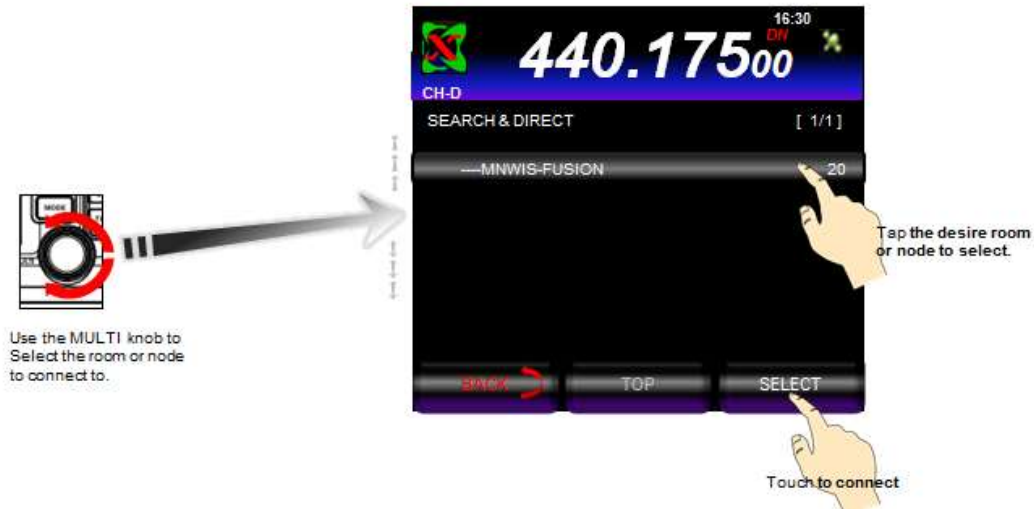 16:30
DN
440.17500
CH-D
SEARCH & DIRECT [ 1/1 ]
----MNWIS-FUSION 20
MODE
Tap the desire room
or node to select.
Use the MULTI knob to
Select the room or node
to connect to.
BACK TOP SELECT
Touch to connect